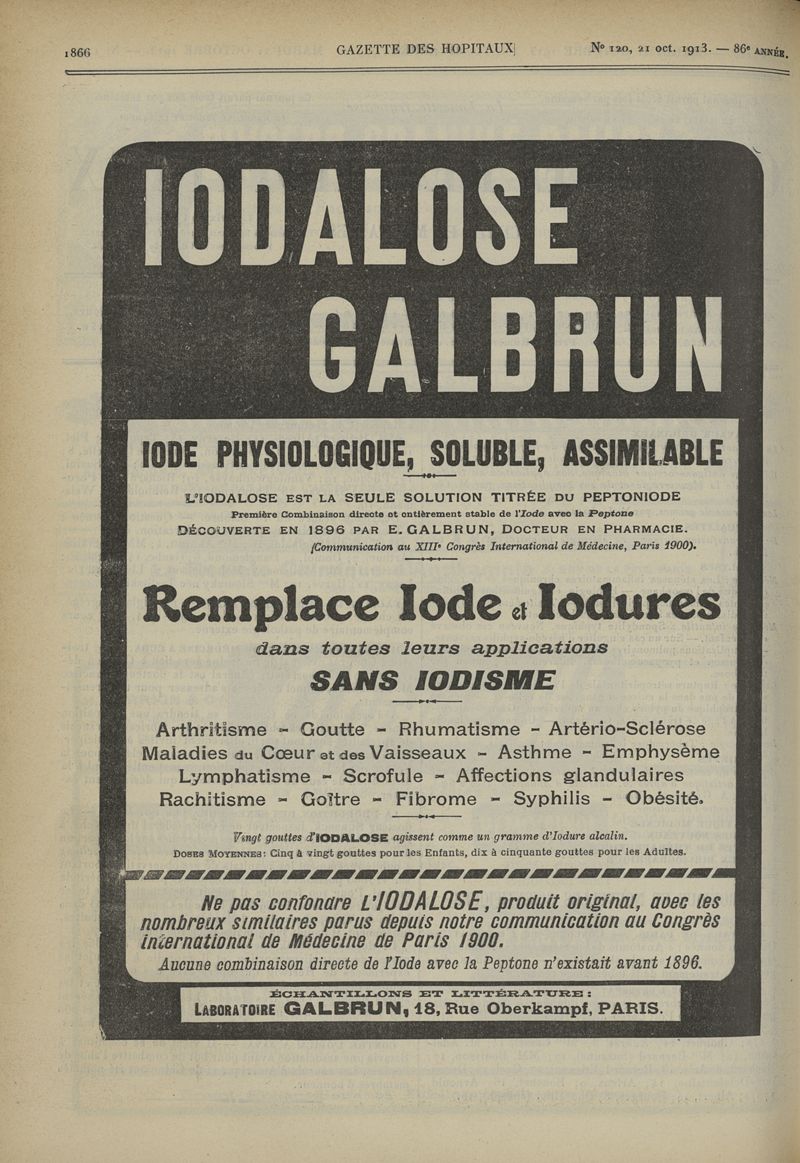 1866
GAZETTE DES HOPITAUX
N° 120, 21 oct. 1913. — 86e ANNÉE.
IODALOSE
GALBRUN
IODE PHYSIOLOGIQUE, SOLUBLE, ASSIMILABLE
L'IODALOSE EST LA SEULE SOLUTION TITRÉE DU PEPTONIODE
Première Combinaison directe et entièrement stable de l'Iode avec la Peptone
DÉCOUVERTE EN 1896 PAR E. GALBRUN, DOCTEUR EN PHARMACIE.
(Communication au XIIIe Congrès International de Médecine, Paris 1900).
Remplace Iode et Iodures
dans toutes leurs applications
SANS IODISME
Arthritisme - Goutte - Rhumatisme - Artério-Sclérose
Maladies du Cœur et des Vaisseaux - Asthme - Emphysème
Lymphatisme - Scrofule - Affections glandulaires
Rachitisme - Goître - Fibrome - Syphilis - Obésité.
Vingt gouttes d'IODALOSE agissent comme un gramme d'Iodure alcalin.
DOSES MOYENNES: Cinq à vingt gouttes pour les Enfants, dix à cinquante gouttes pour les Adultes.
Ne pas confondre L'IODALOSE, produit original, avec les
nombreux similaires parus depuis notre communication au Congrès
international de Médecine de Paris 1900.
Aucune combinaison directe de l'Iode avec la Peptone n'existait avant 1896.
ÉCHANTILLONS ET LITTÉRATURE :
LABORATOIRE GALBRUN, 18, Rue Oberkampf, PARIS.